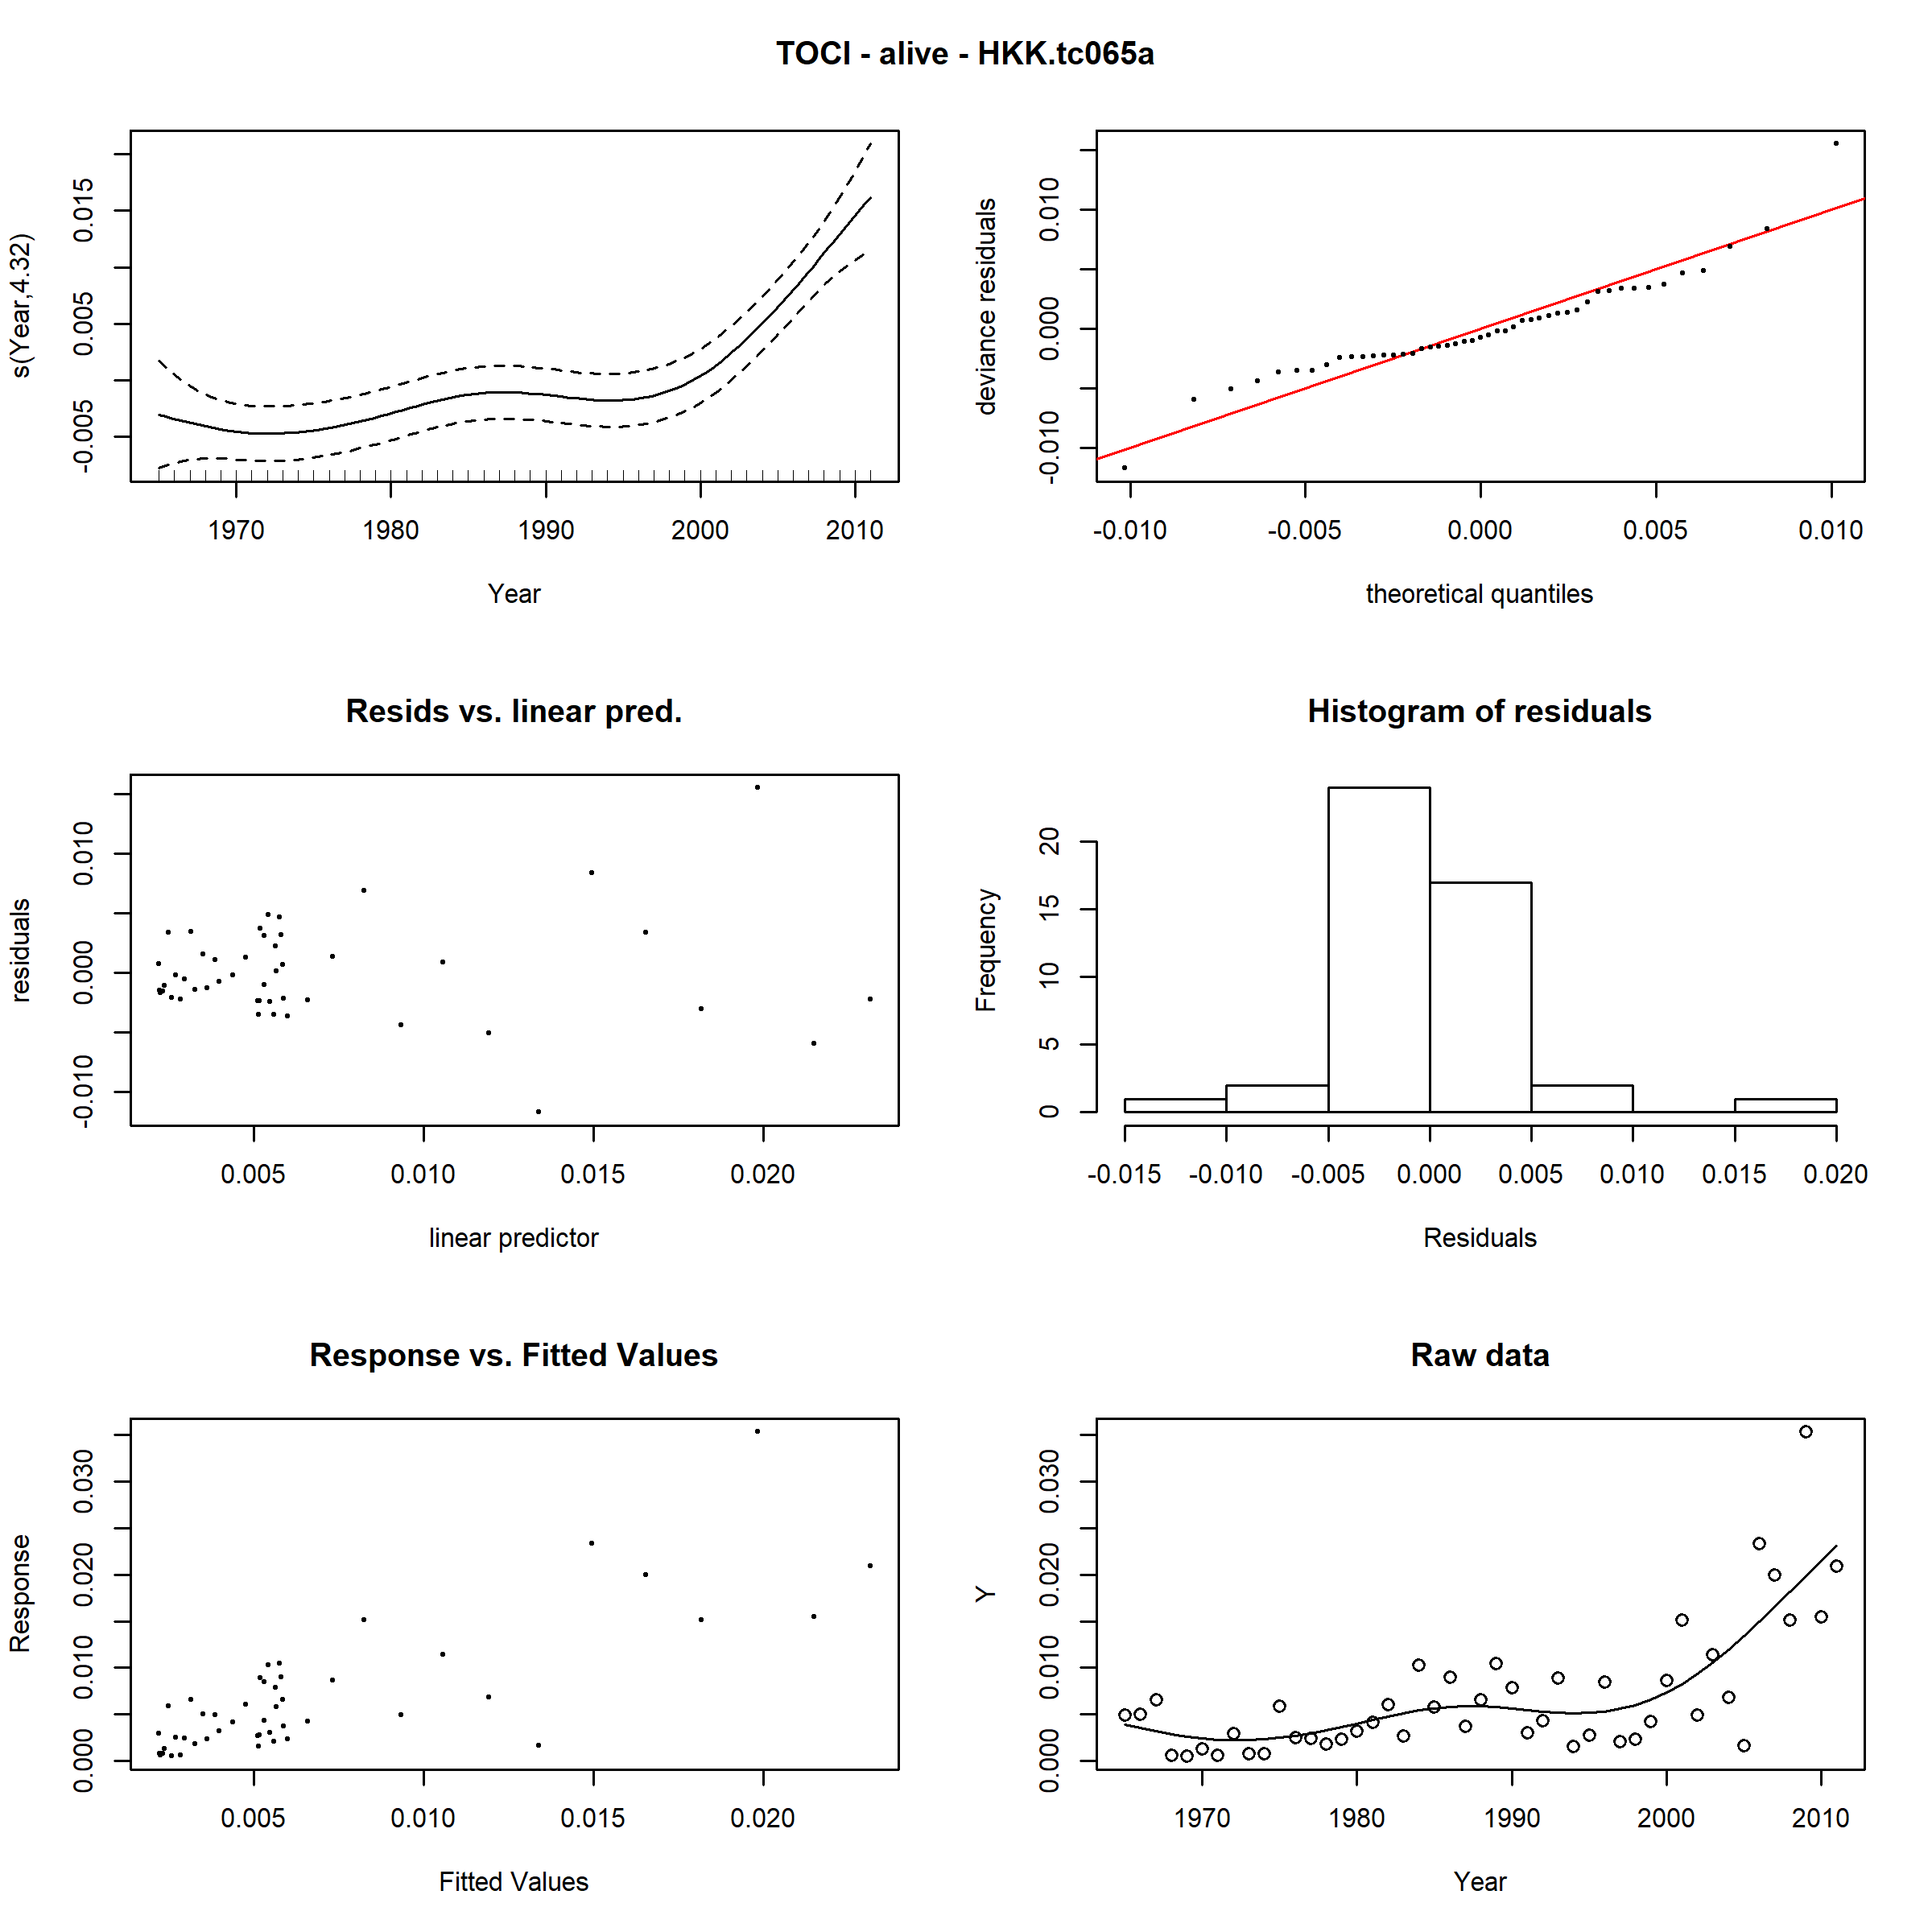 TOCI - alive - HKK.tc065a
s(Year,4.32)
-0.005 0.005 0.015
1970 1980 1990 2000 2010
Year
deviance residuals
-0.010 0.000 0.010
-0.010 -0.005 0.000 0.005 0.010
theoretical quantiles
Resids vs. linear pred.
residuals
-0.010 0.000 0.010
0.005 0.010 0.015 0.020
linear predictor
Histogram of residuals
Frequency
0 5 10 15 20
-0.015 -0.010 -0.005 0.000 0.005 0.010 0.015 0.020
Residuals
Response vs. Fitted Values
Response
0.000 0.010 0.020 0.030
0.005 0.010 0.015 0.020
Fitted Values
Raw data
Y
0.000 0.010 0.020 0.030
1970 1980 1990 2000 2010
Year